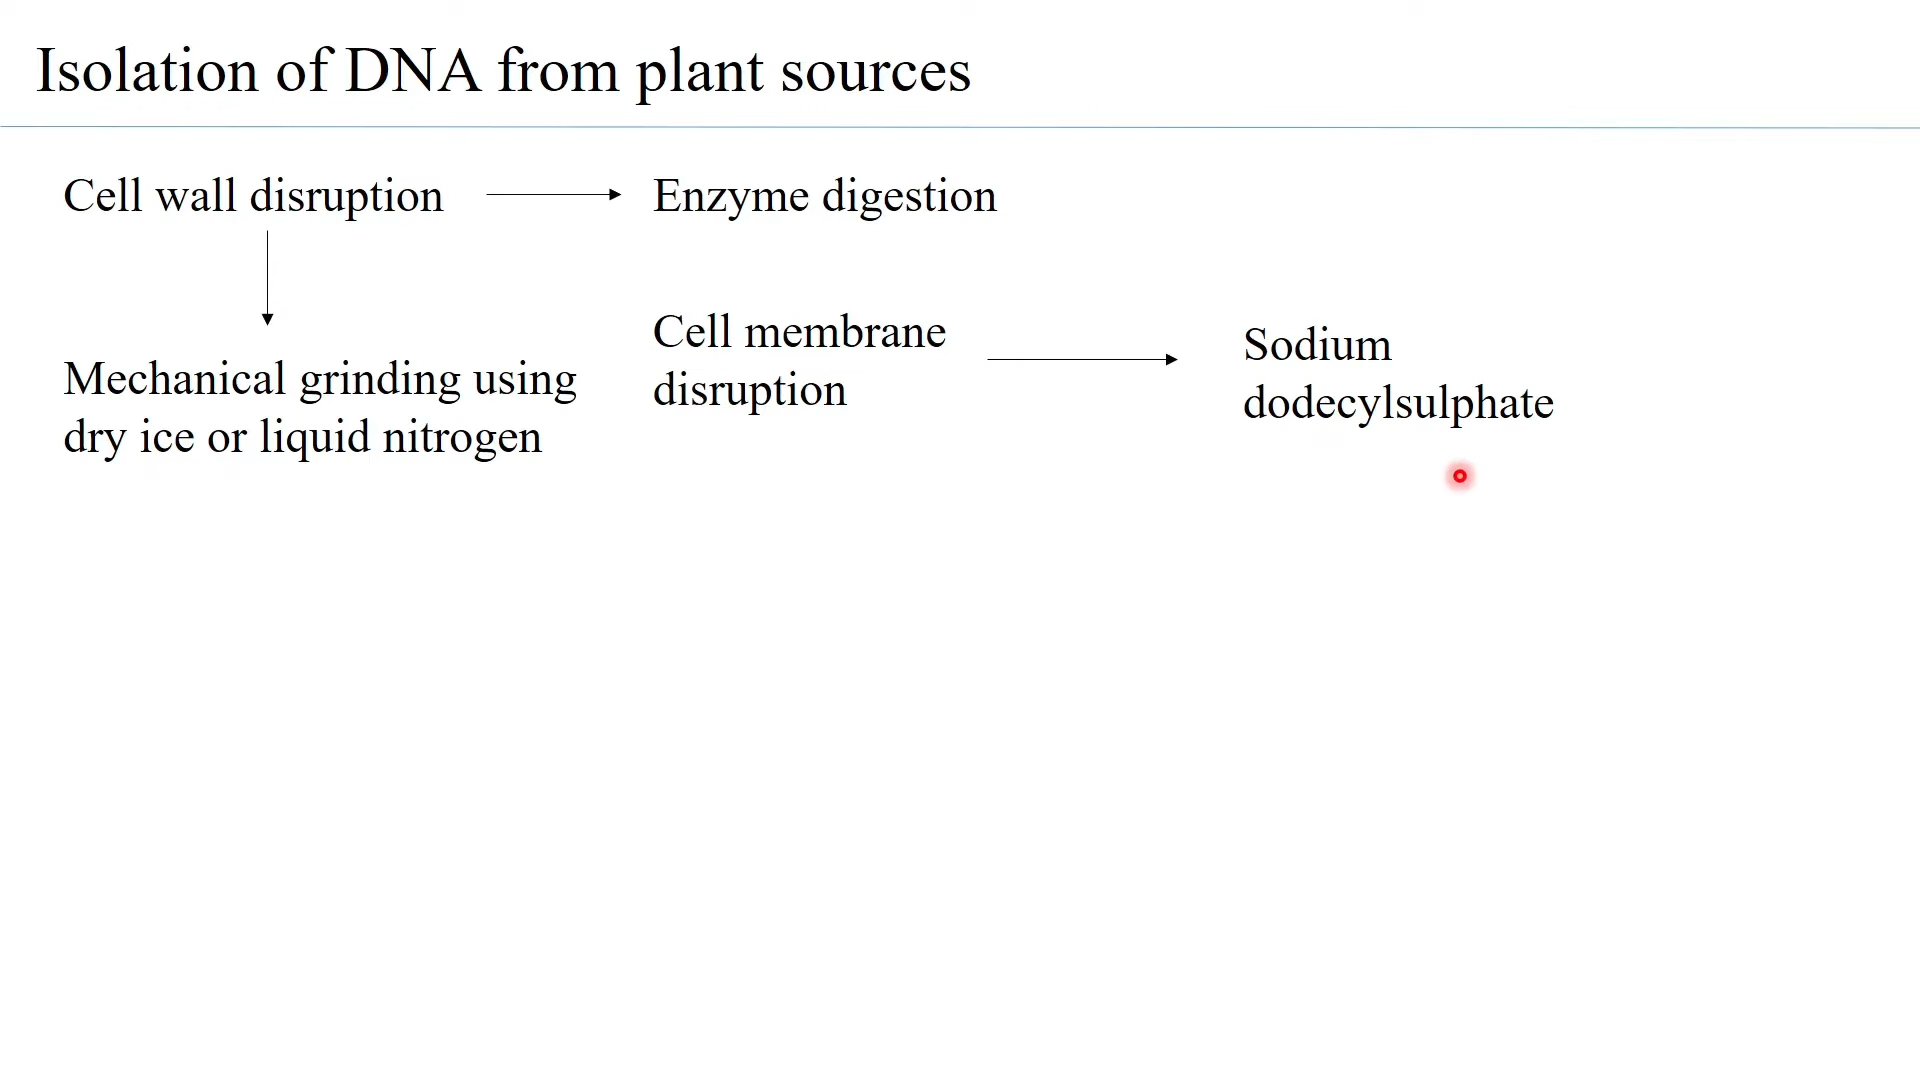 Isolation of DNA from plant sources
Cell wall disruption
Enzyme digestion
Mechanical grinding using
dry ice or liquid nitrogen
Cell membrane
disruption
Sodium
dodecylsulphate